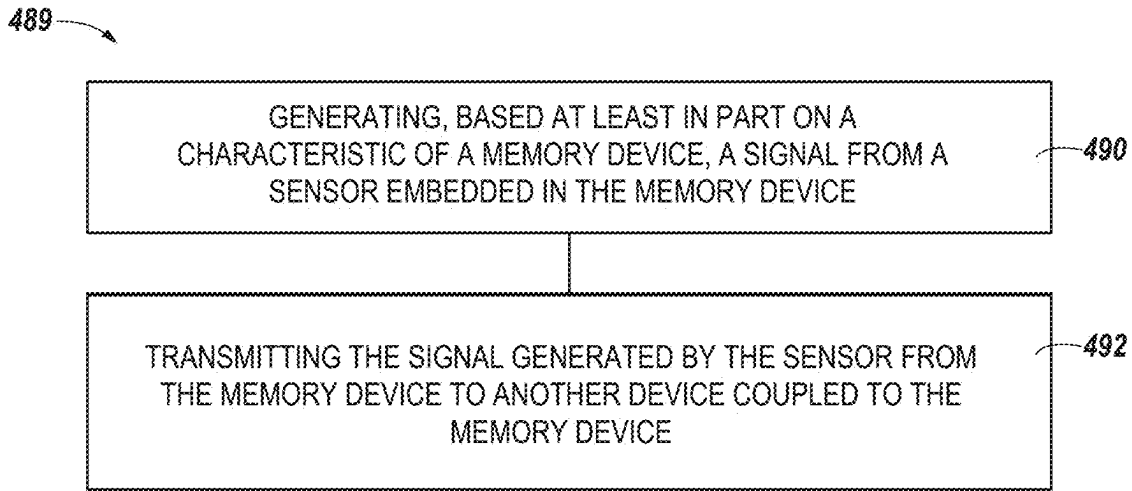 489
GENERATING, BASED AT LEAST IN PART ON A
CHARACTERISTIC OF A MEMORY DEVICE, A SIGNAL FROM A
SENSOR EMBEDDED IN THE MEMORY DEVICE
490
TRANSMITTING THE SIGNAL GENERATED BY THE SENSOR FROM
THE MEMORY DEVICE TO ANOTHER DEVICE COUPLED TO THE
MEMORY DEVICE
492